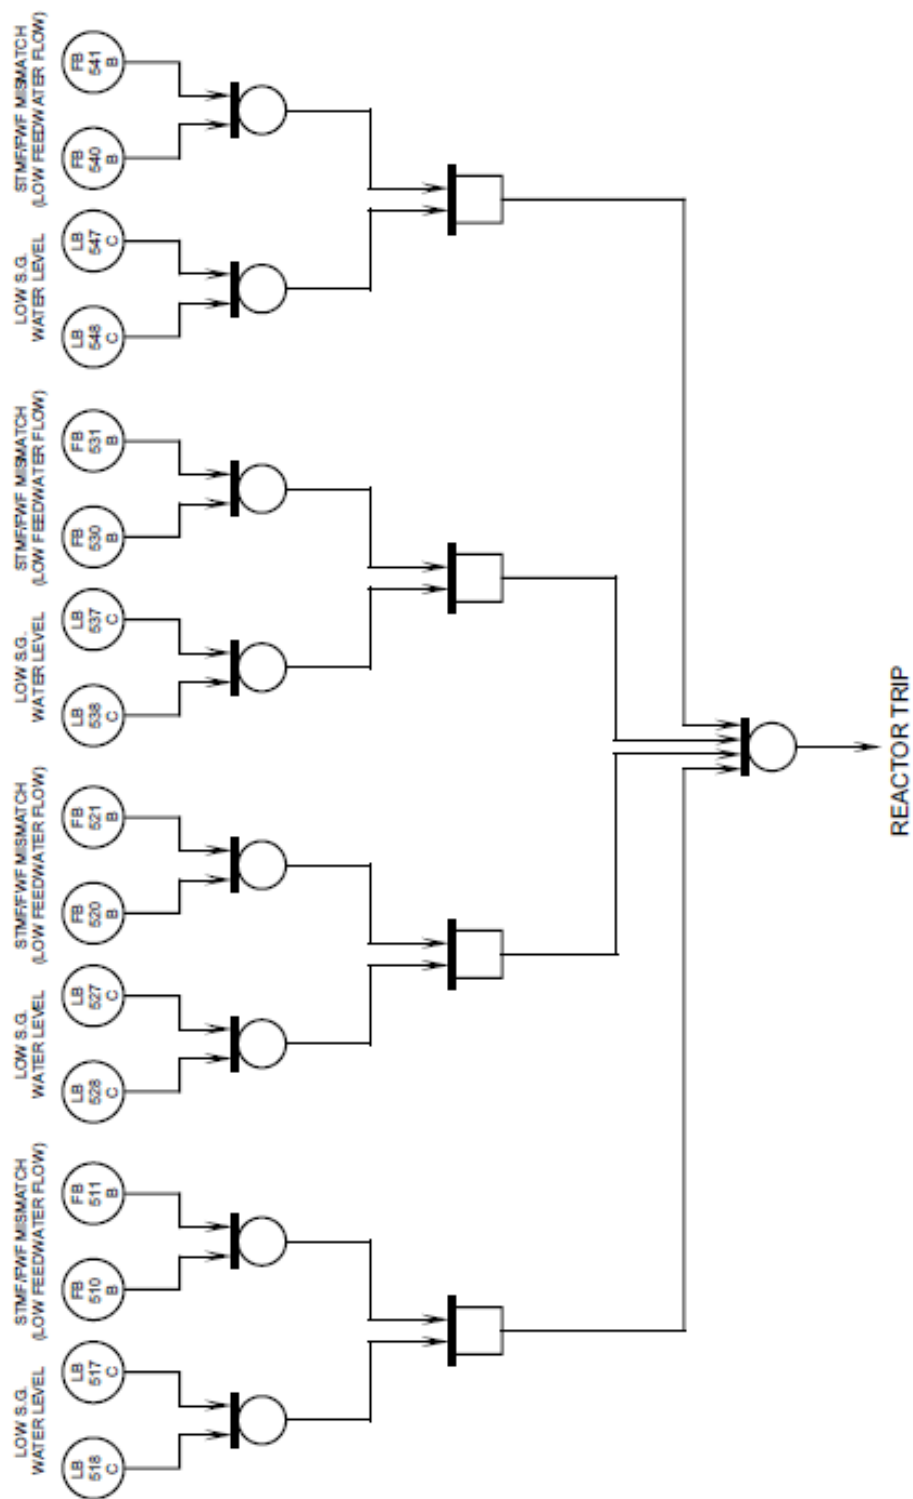 LOW S.G.
WATER LEVEL
STMF/FWF MISMATCH
(LOW FEEDWATER FLOW)
LOW S.G.
WATER LEVEL
STMF/FWF MISMATCH
(LOW FEEDWATER FLOW)
LOW S.G.
WATER LEVEL
STMF/FWF MISMATCH
(LOW FEEDWATER FLOW)
LOW S.G.
WATER LEVEL
STMF/FWF MISMATCH
(LOW FEEDWATER FLOW)
LB
518
C
LB
517
C
FB
510
B
FB
511
B
LB
528
C
LB
527
C
FB
520
B
FB
521
B
LB
538
C
LB
537
C
FB
530
B
FB
531
B
LB
548
C
LB
547
C
FB
540
B
FB
541
B
REACTOR TRIP